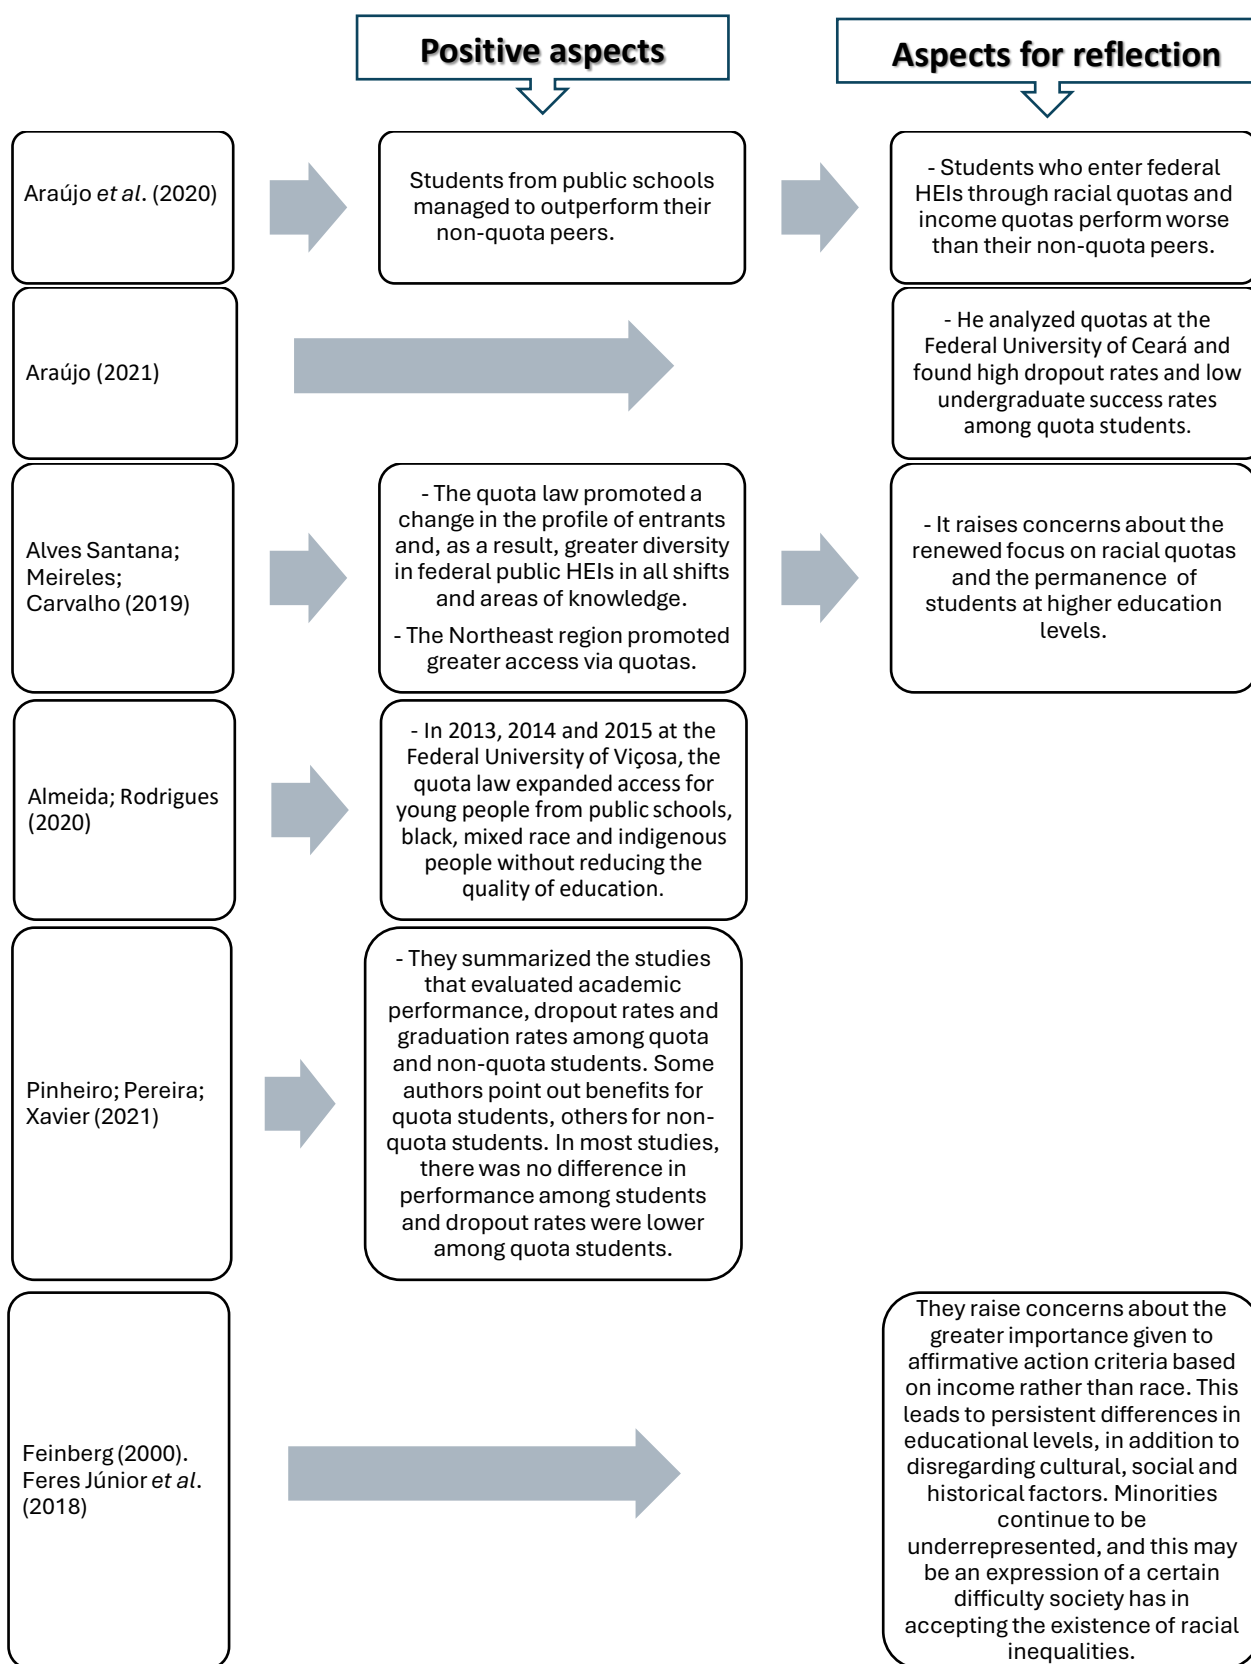 Positive aspects
Aspects for reflection
Araújo et al. (2020)
Students from public schools
managed to outperform their
non-quota peers.
- Students who enter federal
HEIs through racial quotas and
income quotas perform worse
than their non-quota peers.
Araújo (2021)
- He analyzed quotas at the
Federal University of Ceará and
found high dropout rates and low
undergraduate success rates
among quota students.
Alves Santana;
Meireles;
Carvalho (2019)
- The quota law promoted a
change in the profile of entrants
and, as a result, greater diversity
in federal public HEIs in all shifts
and areas of knowledge.
- The Northeast region promoted
greater access via quotas.
- It raises concerns about the
renewed focus on racial quotas
and the permanence of
students at higher education
levels.
Almeida; Rodrigues
(2020)
- In 2013, 2014 and 2015 at the
Federal University of Viçosa, the
quota law expanded access for
young people from public schools,
black, mixed race and indigenous
people without reducing the
quality of education.
Pinheiro; Pereira;
Xavier (2021)
- They summarized the studies
that evaluated academic
performance, dropout rates and
graduation rates among quota
and non-quota students. Some
authors point out benefits for
quota students, others for non-
quota students. In most studies,
there was no difference in
performance among students
and dropout rates were lower
among quota students.
Feinberg (2000).
Feres Júnior et al.
(2018)
They raise concerns about the
greater importance given to
affirmative action criteria based
on income rather than race. This
leads to persistent differences in
educational levels, in addition to
disregarding cultural, social and
historical factors. Minorities
continue to be
underrepresented, and this may
be an expression of a certain
difficulty society has in
accepting the existence of racial
inequalities.